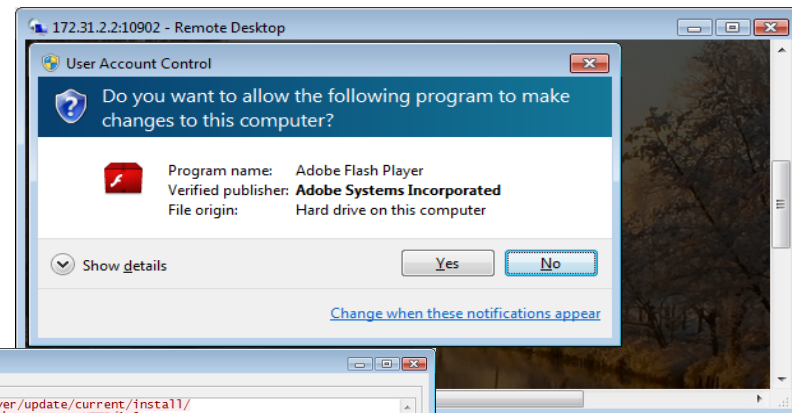 172.31.2.2:10902 - Remote Desktop
User Account Control
Do you want to allow the following program to make
changes to this computer?
Program name: Adobe Flash Player
Verified publisher: Adobe Systems Incorporated
File origin: Hard drive on this computer
Show details
Yes
No
Change when these notifications appear
yer/update/current/install/